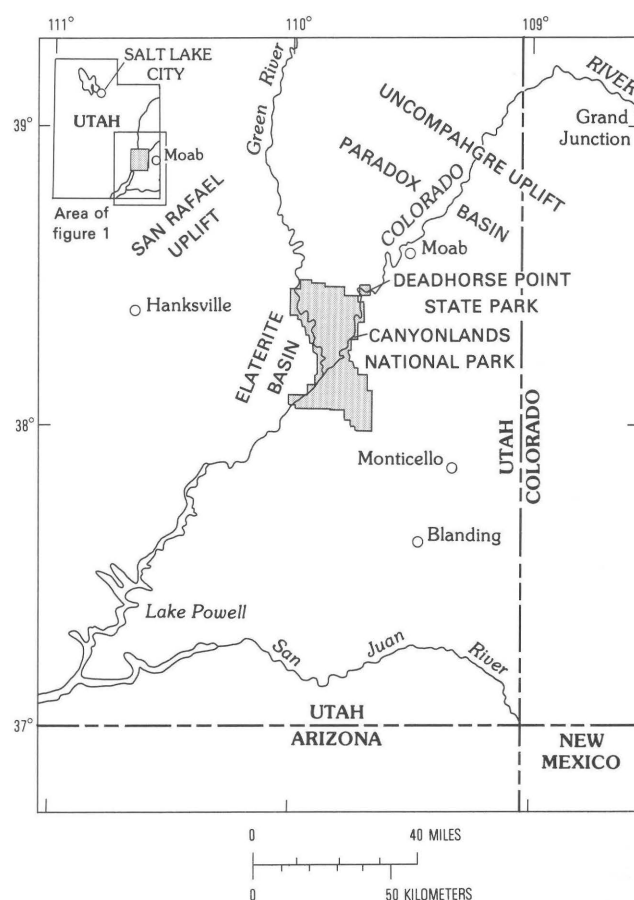 111°
110°
109°
SALT LAKE
CITY
UTAH
Moab
Area of
figure 1
39°
Green River
RIVER
Grand
Junction
UNCOMPAHGRE UPLIFT
PARADOX
BASIN
COLORADO
SAN RAFAEL
UPLIFT
Moab
DEADHORSE POINT
STATE PARK
Hanksville
CANYONLANDS
NATIONAL PARK
ELATERITE
BASIN
38°
UTAH
COLORADO
Monticello
Blanding
Lake Powell
San Juan River
37°
UTAH
ARIZONA
NEW
MEXICO
0 40 MILES
0 50 KILOMETERS